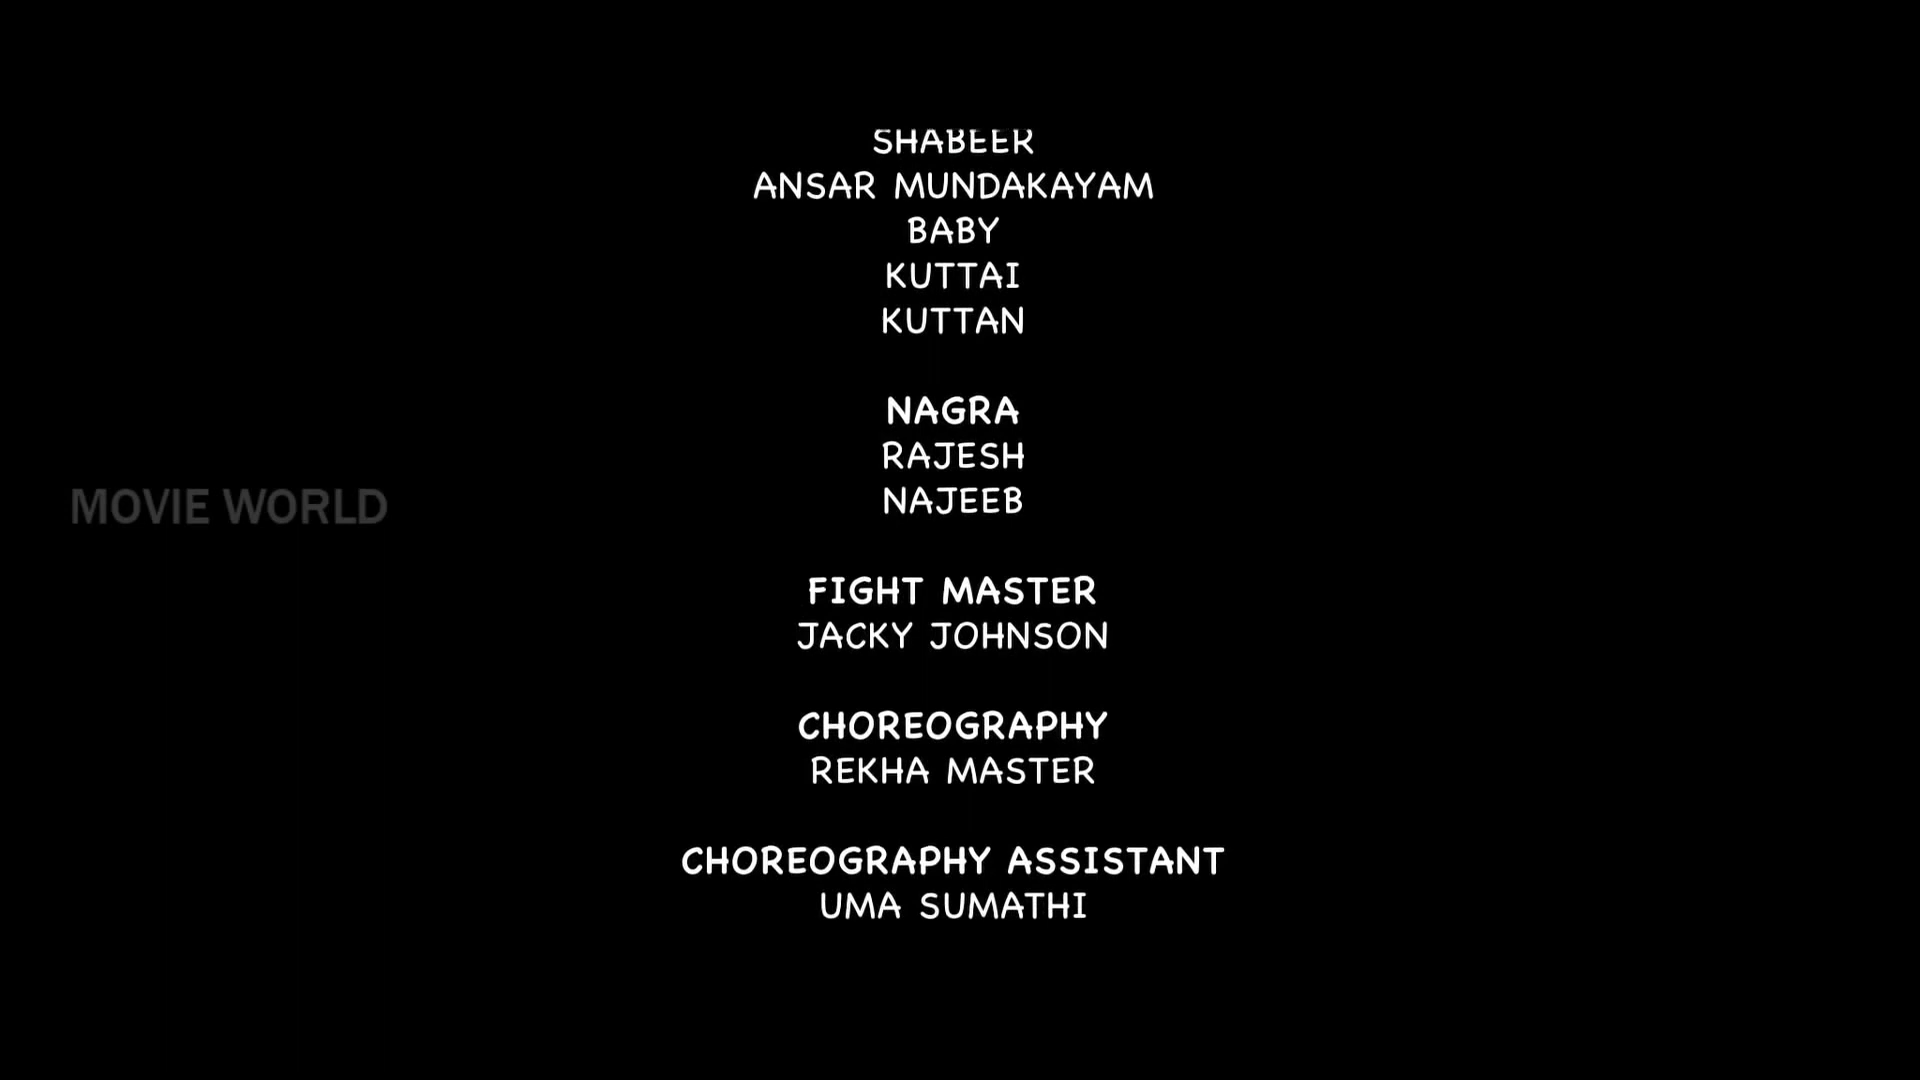 SHABEER
ANSAR MUNDAKAYAM
BABY
KUTTAI
KUTTAN
NAGRA
RAJESH
NAJEEB
MOVIE WORLD
FIGHT MASTER
JACKY JOHNSON
CHOREOGRAPHY
REKHA MASTER
CHOREOGRAPHY ASSISTANT
UMA SUMATHI